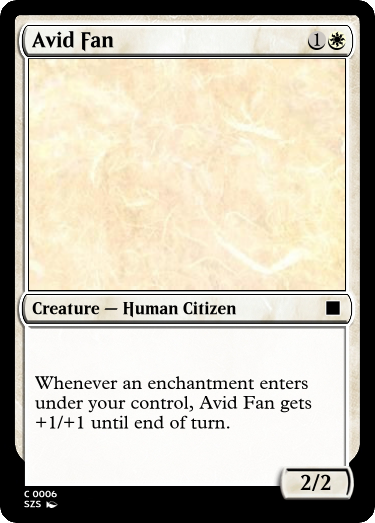 Avid Fan 1
Creature — Human Citizen
Whenever an enchantment enters
under your control, Avid Fan gets
+1/+1 until end of turn.
2/2
C 0006
SZS